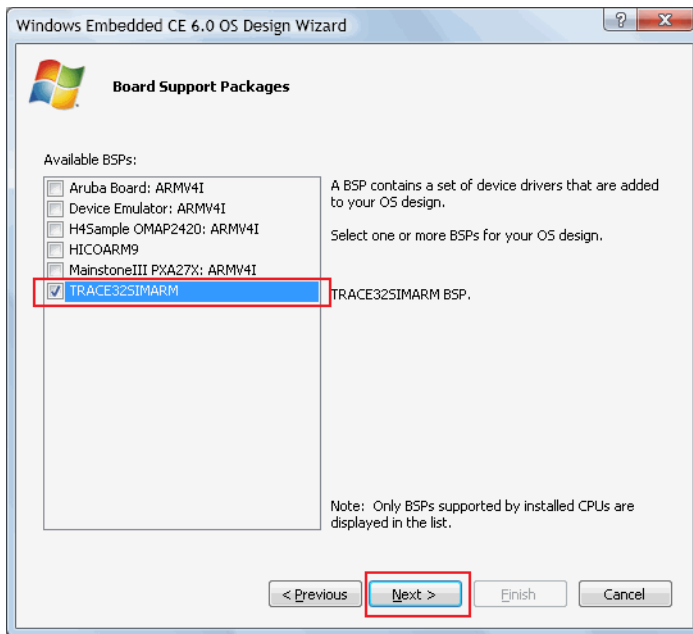 Windows Embedded CE 6.0 OS Design Wizard
?
Board Support Packages
Available BSPs:
Aruba Board: ARMV4I
Device Emulator: ARMV4I
H4Sample OMAP2420: ARMV4I
HICOARM9
MainstoneIII PXA27X: ARMV4I
TRACE32SIMARM
A BSP contains a set of device drivers that are added
to your OS design.
Select one or more BSPs for your OS design.
TRACE32SIMARM BSP.
Note: Only BSPs supported by installed CPUs are
displayed in the list.
< Previous
Next >
Finish
Cancel